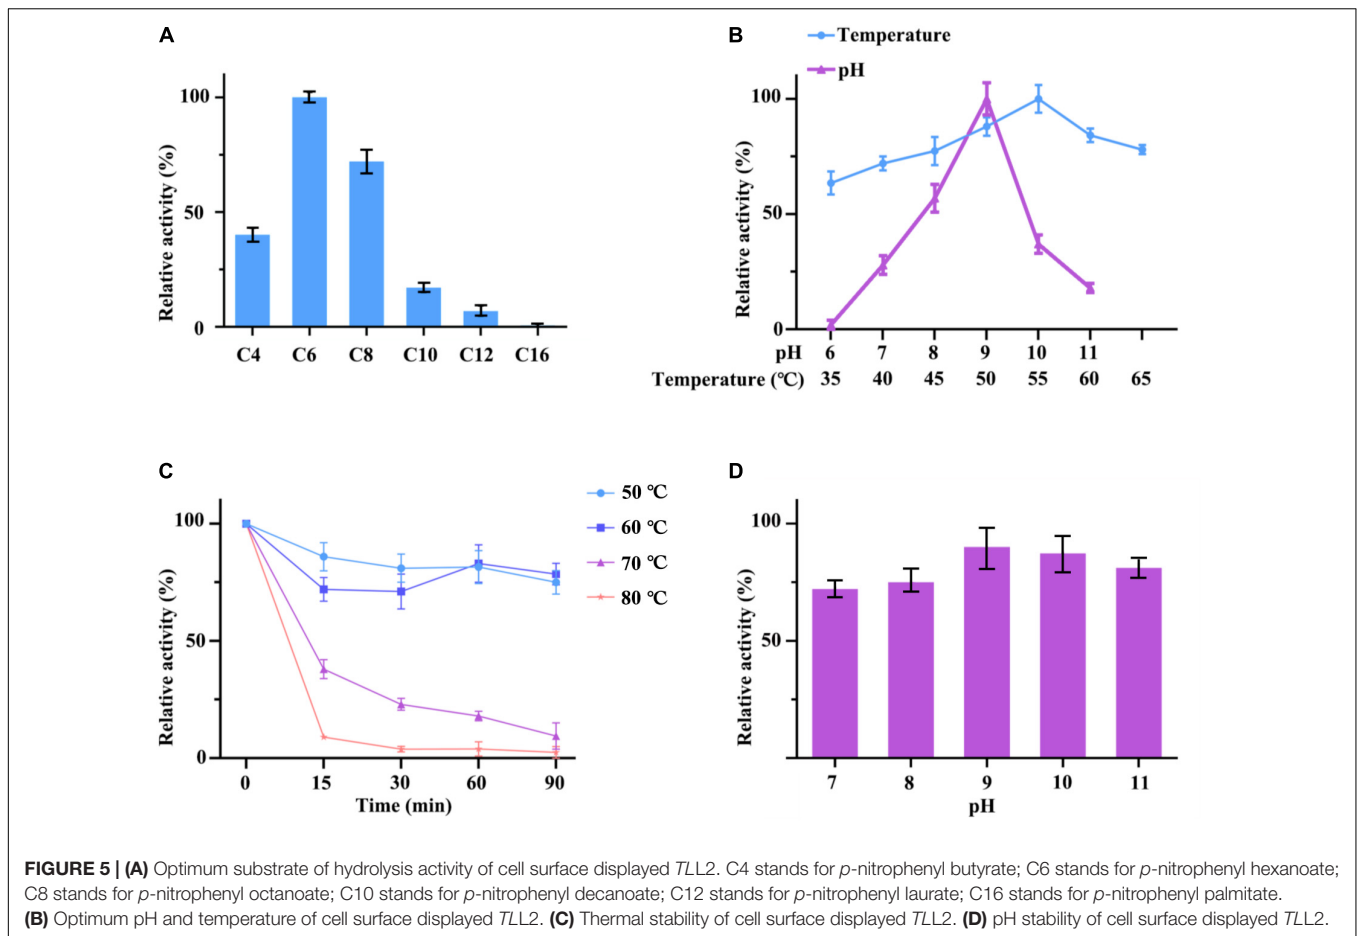 A
Relative activity (%)
100
50
0
C4 C6 C8 C10 C12 C16
B
Temperature
pH
Relative activity (%)
100
50
0
pH 6 7 8 9 10 11
Temperature (°C) 35 40 45 50 55 60 65
C
50 °C
60 °C
70 °C
80 °C
Relative activity (%)
100
50
0
0 15 30 60 90
Time (min)
D
Relative activity (%)
100
50
7 8 9 10 11
pH
FIGURE 5 | (A) Optimum substrate of hydrolysis activity of cell surface displayed TLL2. C4 stands for p-nitrophenyl butyrate; C6 stands for p-nitrophenyl hexanoate;
C8 stands for p-nitrophenyl octanoate; C10 stands for p-nitrophenyl decanoate; C12 stands for p-nitrophenyl laurate; C16 stands for p-nitrophenyl palmitate.
(B) Optimum pH and temperature of cell surface displayed TLL2. (C) Thermal stability of cell surface displayed TLL2. (D) pH stability of cell surface displayed TLL2.